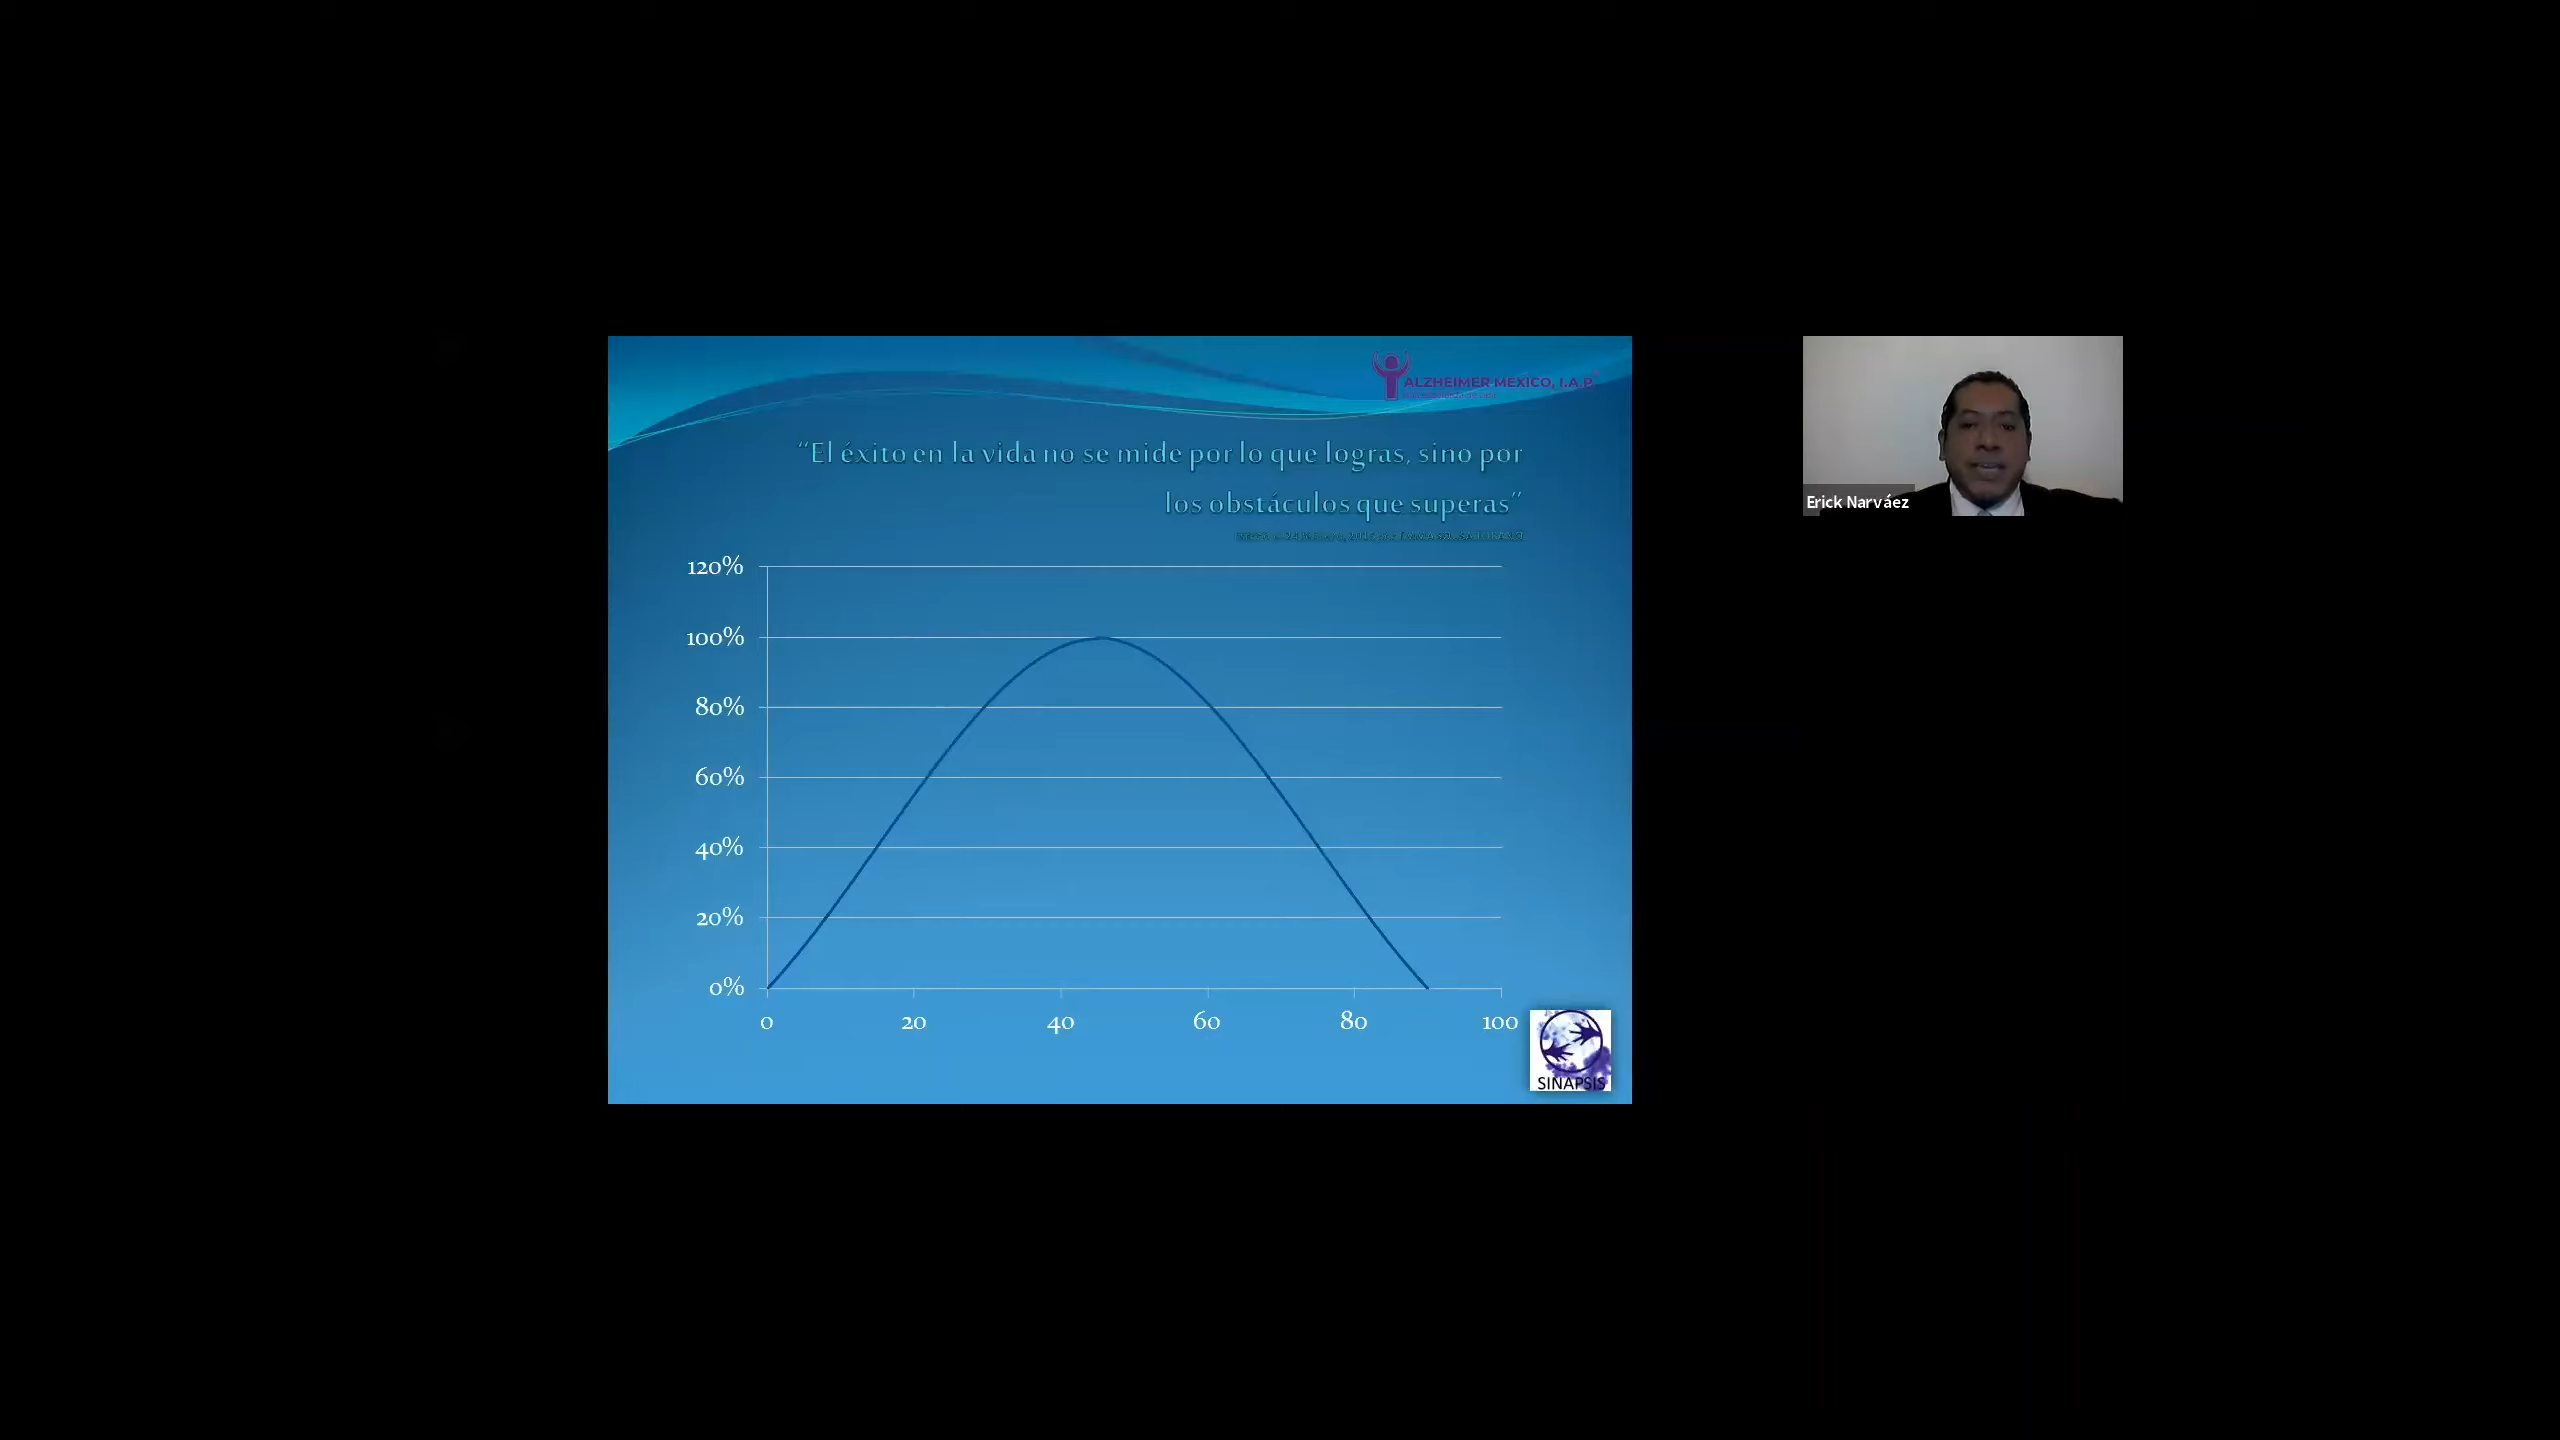 ALZHEIMER MÉXICO, I.A.P.
“El éxito en la vida no se mide por lo que logras, sino por
los obstáculos que superas”
120%
100%
80%
60%
40%
20%
0%
0 20 40 60 80 100
SINAPSIS
Erick Narváez